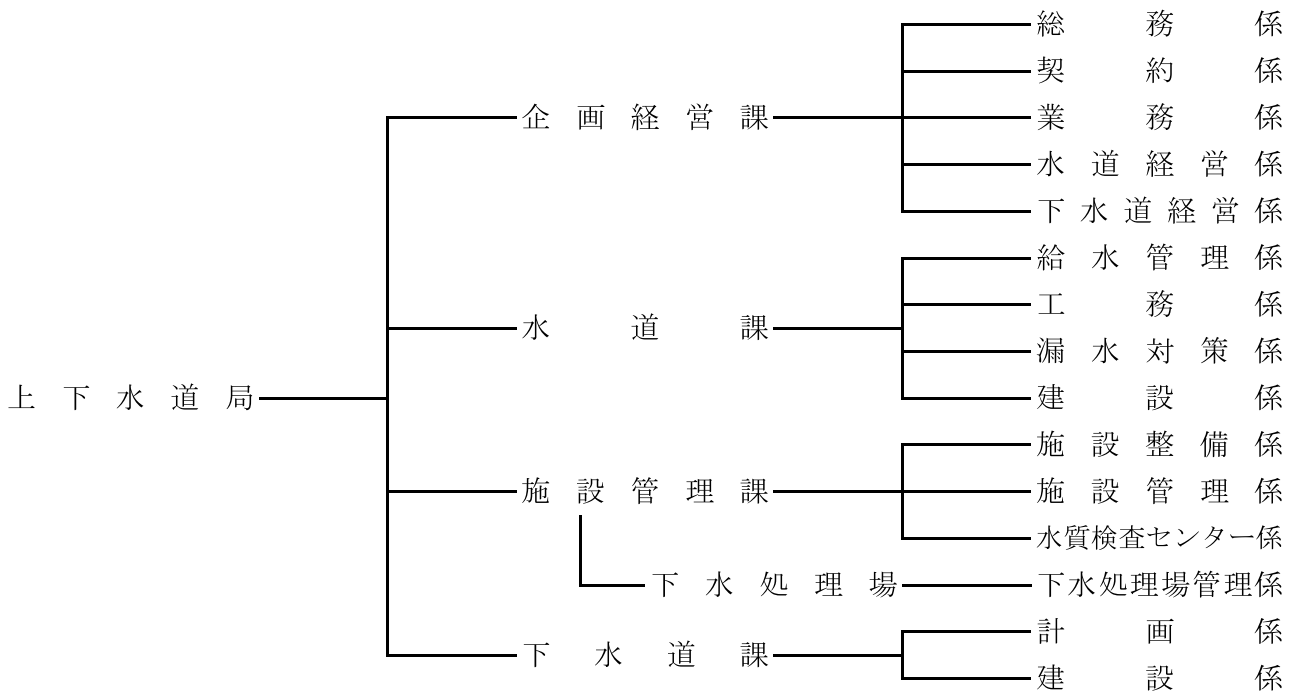 総務係
契約係
企画経営課
業務係
水道経営係
下水道経営係
給水管理係
工務係
水道課
漏水対策係
上下水道局
建設係
施設整備係
施設管理課
施設管理係
水質検査センター係
下水処理場
下水処理場管理係
計画係
下水道課
建設係